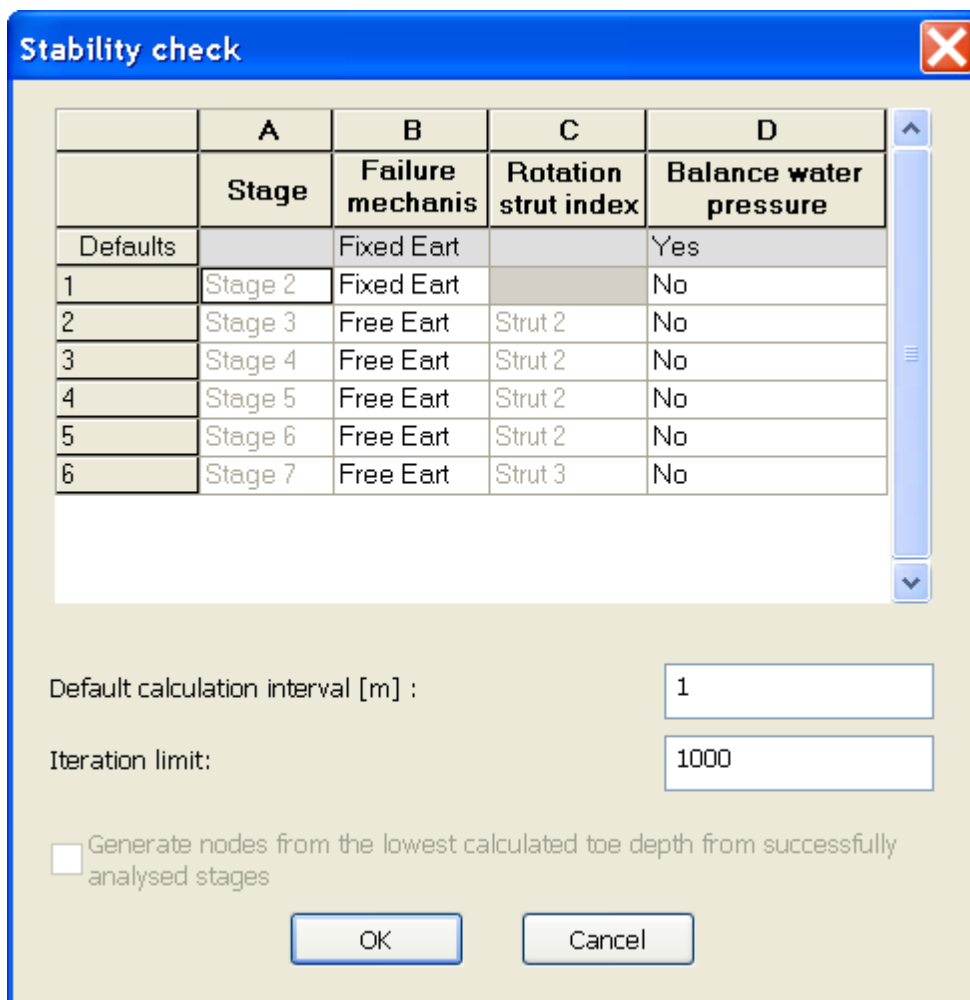 Stability check
A B C D
Stage Failure mechanis Rotation strut index Balance water pressure
Defaults Fixed Eart Yes
1 Stage 2 Fixed Eart No
2 Stage 3 Free Eart Strut 2 No
3 Stage 4 Free Eart Strut 2 No
4 Stage 5 Free Eart Strut 2 No
5 Stage 6 Free Eart Strut 2 No
6 Stage 7 Free Eart Strut 3 No
Default calculation interval [m] : 1
Iteration limit: 1000
Generate nodes from the lowest calculated toe depth from successfully
analysed stages
OK Cancel